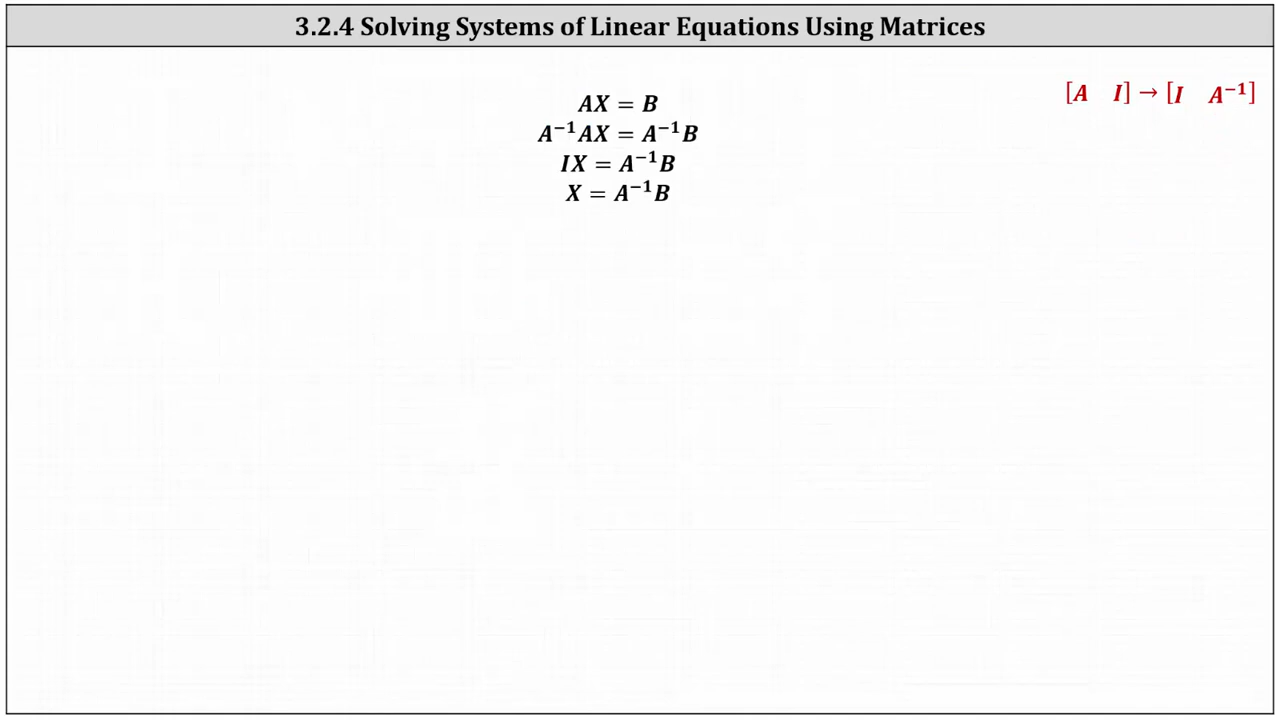 3.2.4 Solving Systems of Linear Equations Using Matrices
[A I] → [I A⁻¹]
AX = B
A⁻¹AX = A⁻¹B
IX = A⁻¹B
X = A⁻¹B